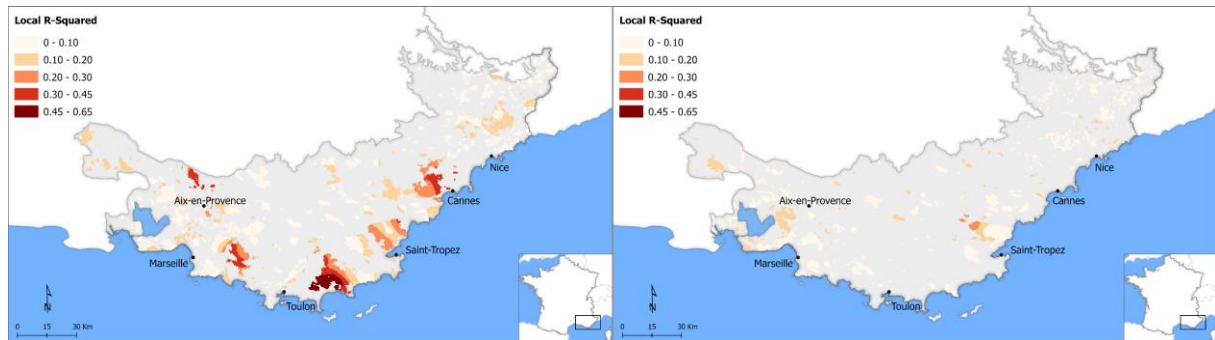 Local R-Squared
0 - 0.10
0.10 - 0.20
0.20 - 0.30
0.30 - 0.45
0.45 - 0.65
Nice
Cannes
Aix-en-Provence
Saint-Tropez
Marseille
Toulon
N
0 15 30 Km
Local R-Squared
0 - 0.10
0.10 - 0.20
0.20 - 0.30
0.30 - 0.45
0.45 - 0.65
Nice
Cannes
Aix-en-Provence
Saint-Tropez
Marseille
Toulon
N
0 15 30 Km